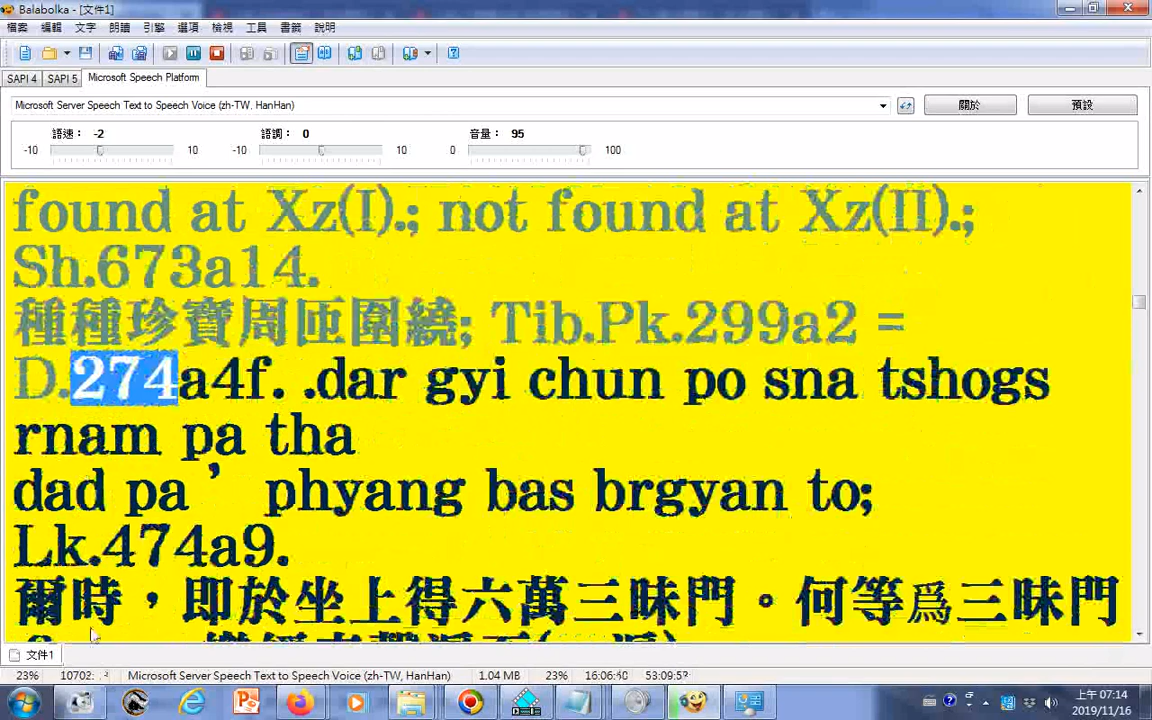 Balabolka - [文件1]
檔案 編輯 文字 朗讀 引擎 選項 檢視 工具 書籤 說明
SAPI 4 SAPI 5 Microsoft Speech Platform
Microsoft Server Speech Text to Speech Voice (zh-TW, HanHan) 關於 預設
語速： -2 語調： 0 音量： 95
-10 10 -10 10 0 100
found at Xz(I).; not found at Xz(II).;
Sh.673a14.
種種珍寶周匝圍繞; Tib.Pk.299a2 =
D.274a4f. .dar gyi chun po sna tshogs
rnam pa tha
dad pa’ phyang bas brgyan to;
Lk.474a9.
爾時，即於坐上得六萬三昧門。何等爲三昧門
文件1
23% Microsoft Server Speech Text to Speech Voice (zh-TW, HanHan) 1.04 MB 23%
上午 07:14
2019/11/16